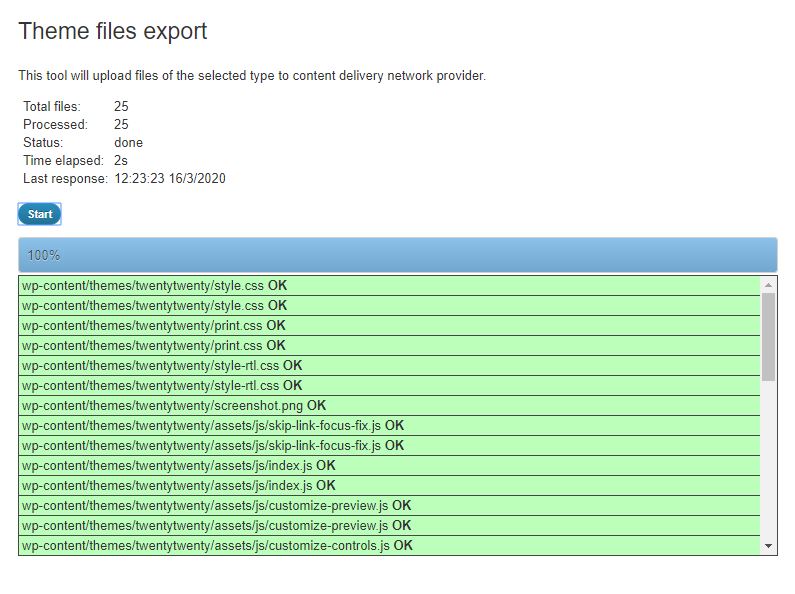 Theme files export
This tool will upload files of the selected type to content delivery network provider.
Total files: 25
Processed: 25
Status: done
Time elapsed: 2s
Last response: 12:23:23 16/3/2020
Start
100%
wp-content/themes/twentytwenty/style.css OK
wp-content/themes/twentytwenty/style.css OK
wp-content/themes/twentytwenty/print.css OK
wp-content/themes/twentytwenty/print.css OK
wp-content/themes/twentytwenty/style-rtl.css OK
wp-content/themes/twentytwenty/style-rtl.css OK
wp-content/themes/twentytwenty/screenshot.png OK
wp-content/themes/twentytwenty/assets/js/skip-link-focus-fix.js OK
wp-content/themes/twentytwenty/assets/js/skip-link-focus-fix.js OK
wp-content/themes/twentytwenty/assets/js/index.js OK
wp-content/themes/twentytwenty/assets/js/index.js OK
wp-content/themes/twentytwenty/assets/js/customize-preview.js OK
wp-content/themes/twentytwenty/assets/js/customize-preview.js OK
wp-content/themes/twentytwenty/assets/js/customize-controls.js OK